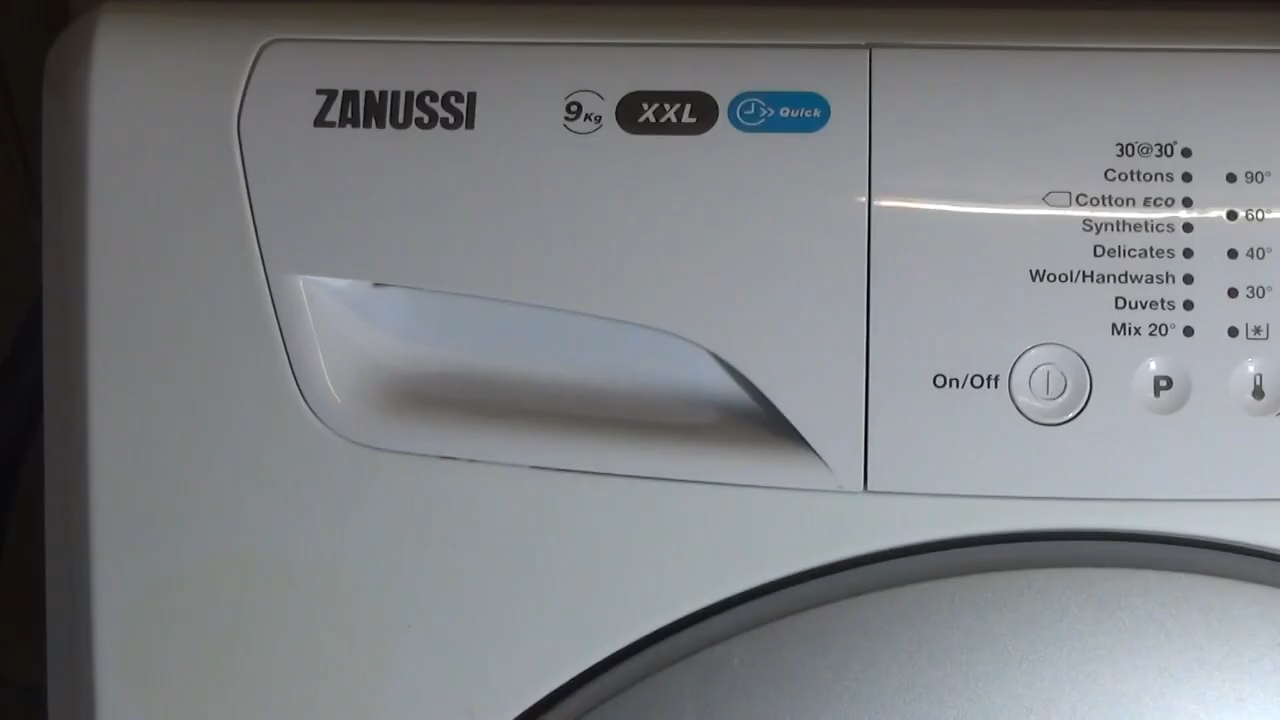 ZANUSSI
9Kg XXL Quick
30°@30°
Cottons 90°
Cotton ECO
60°
Synthetics
Delicates 40°
Wool/Handwash
30°
Duvets
Mix 20°
On/Off P